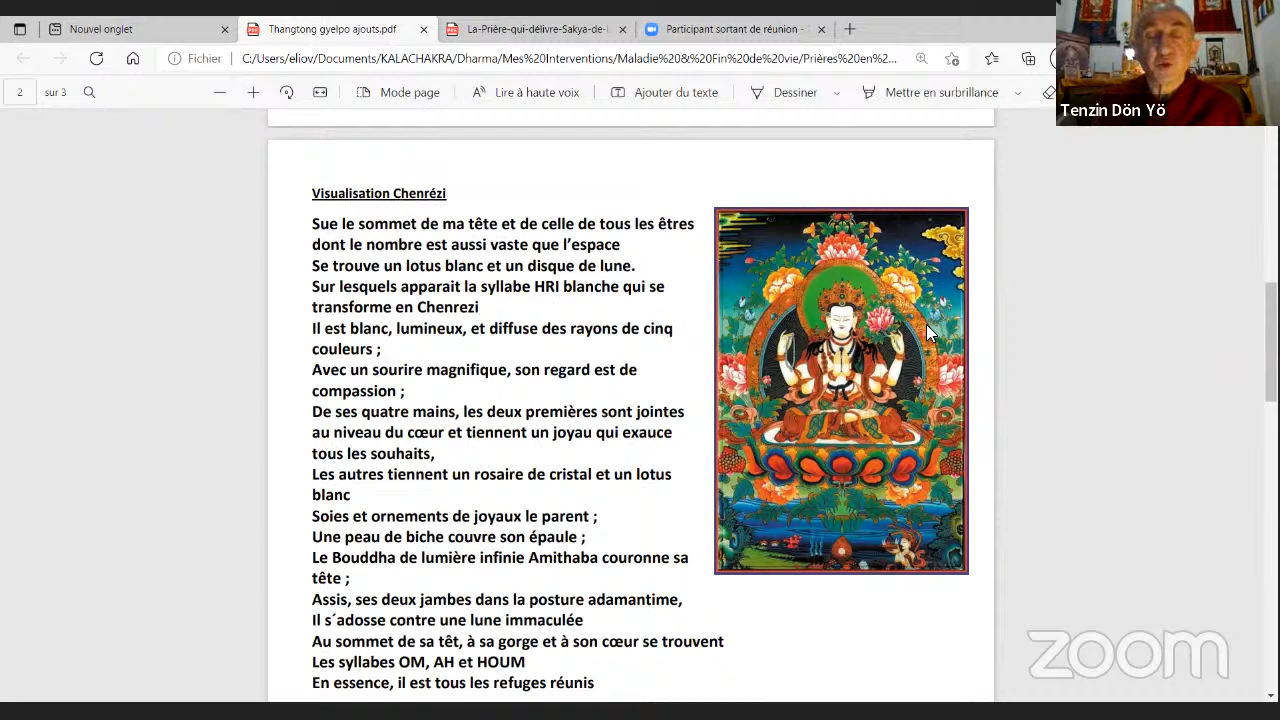 Nouvel onglet
Thangtong gyelpo ajouts.pdf
La-Prière-qui-délivre-Sakya-de-
Participant sortant de réunion -
Fichier
C:/Users/eliov/Documents/KALACHAKRA/Dharma/Mes%20Interventions/Maladie%20&%20Fin%20de%20vie/Prières%20en%2...
2
sur 3
Mode page
Lire à haute voix
Ajouter du texte
Dessiner
Mettre en surbrillance
Tenzin Dön Yö
Visualisation Chenrézi
Sue le sommet de ma tête et de celle de tous les êtres
dont le nombre est aussi vaste que l’espace
Se trouve un lotus blanc et un disque de lune.
Sur lesquels apparait la syllabe HRI blanche qui se
transforme en Chenrezi
Il est blanc, lumineux, et diffuse des rayons de cinq
couleurs ;
Avec un sourire magnifique, son regard est de
compassion ;
De ses quatre mains, les deux premières sont jointes
au niveau du cœur et tiennent un joyau qui exauce
tous les souhaits,
Les autres tiennent un rosaire de cristal et un lotus
blanc
Soies et ornements de joyaux le parent ;
Une peau de biche couvre son épaule ;
Le Bouddha de lumière infinie Amithaba couronne sa
tête ;
Assis, ses deux jambes dans la posture adamantime,
Il s´adosse contre une lune immaculée
Au sommet de sa têt, à sa gorge et à son cœur se trouvent
Les syllabes OM, AH et HOUM
En essence, il est tous les refuges réunis
zoom